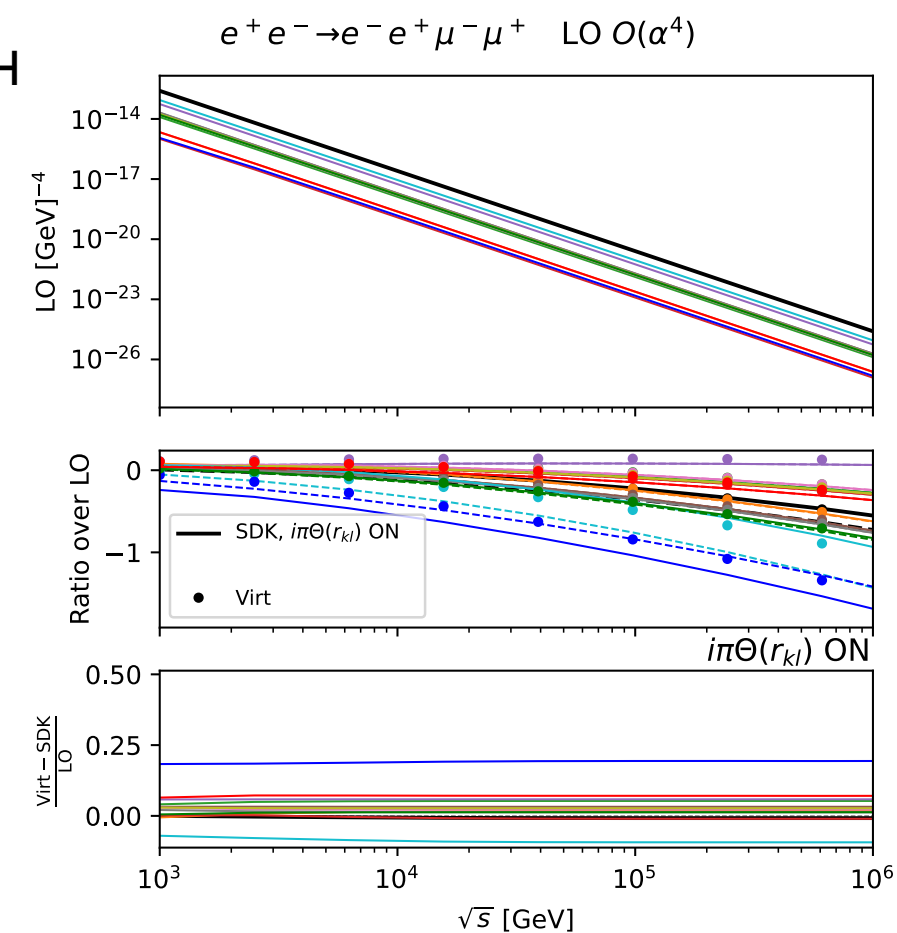 e⁺e⁻→e⁻e⁺μ⁻μ⁺ LO O(α⁴)
LO [GeV]⁻⁴
10⁻¹⁴
10⁻¹⁷
10⁻²⁰
10⁻²³
10⁻²⁶
Ratio over LO
0
−1
SDK, iπΘ(rₖₗ) ON
Virt
iπΘ(rₖₗ) ON
Virt−SDK
LO
0.50
0.25
0.00
10³ 10⁴ 10⁵ 10⁶
√s [GeV]